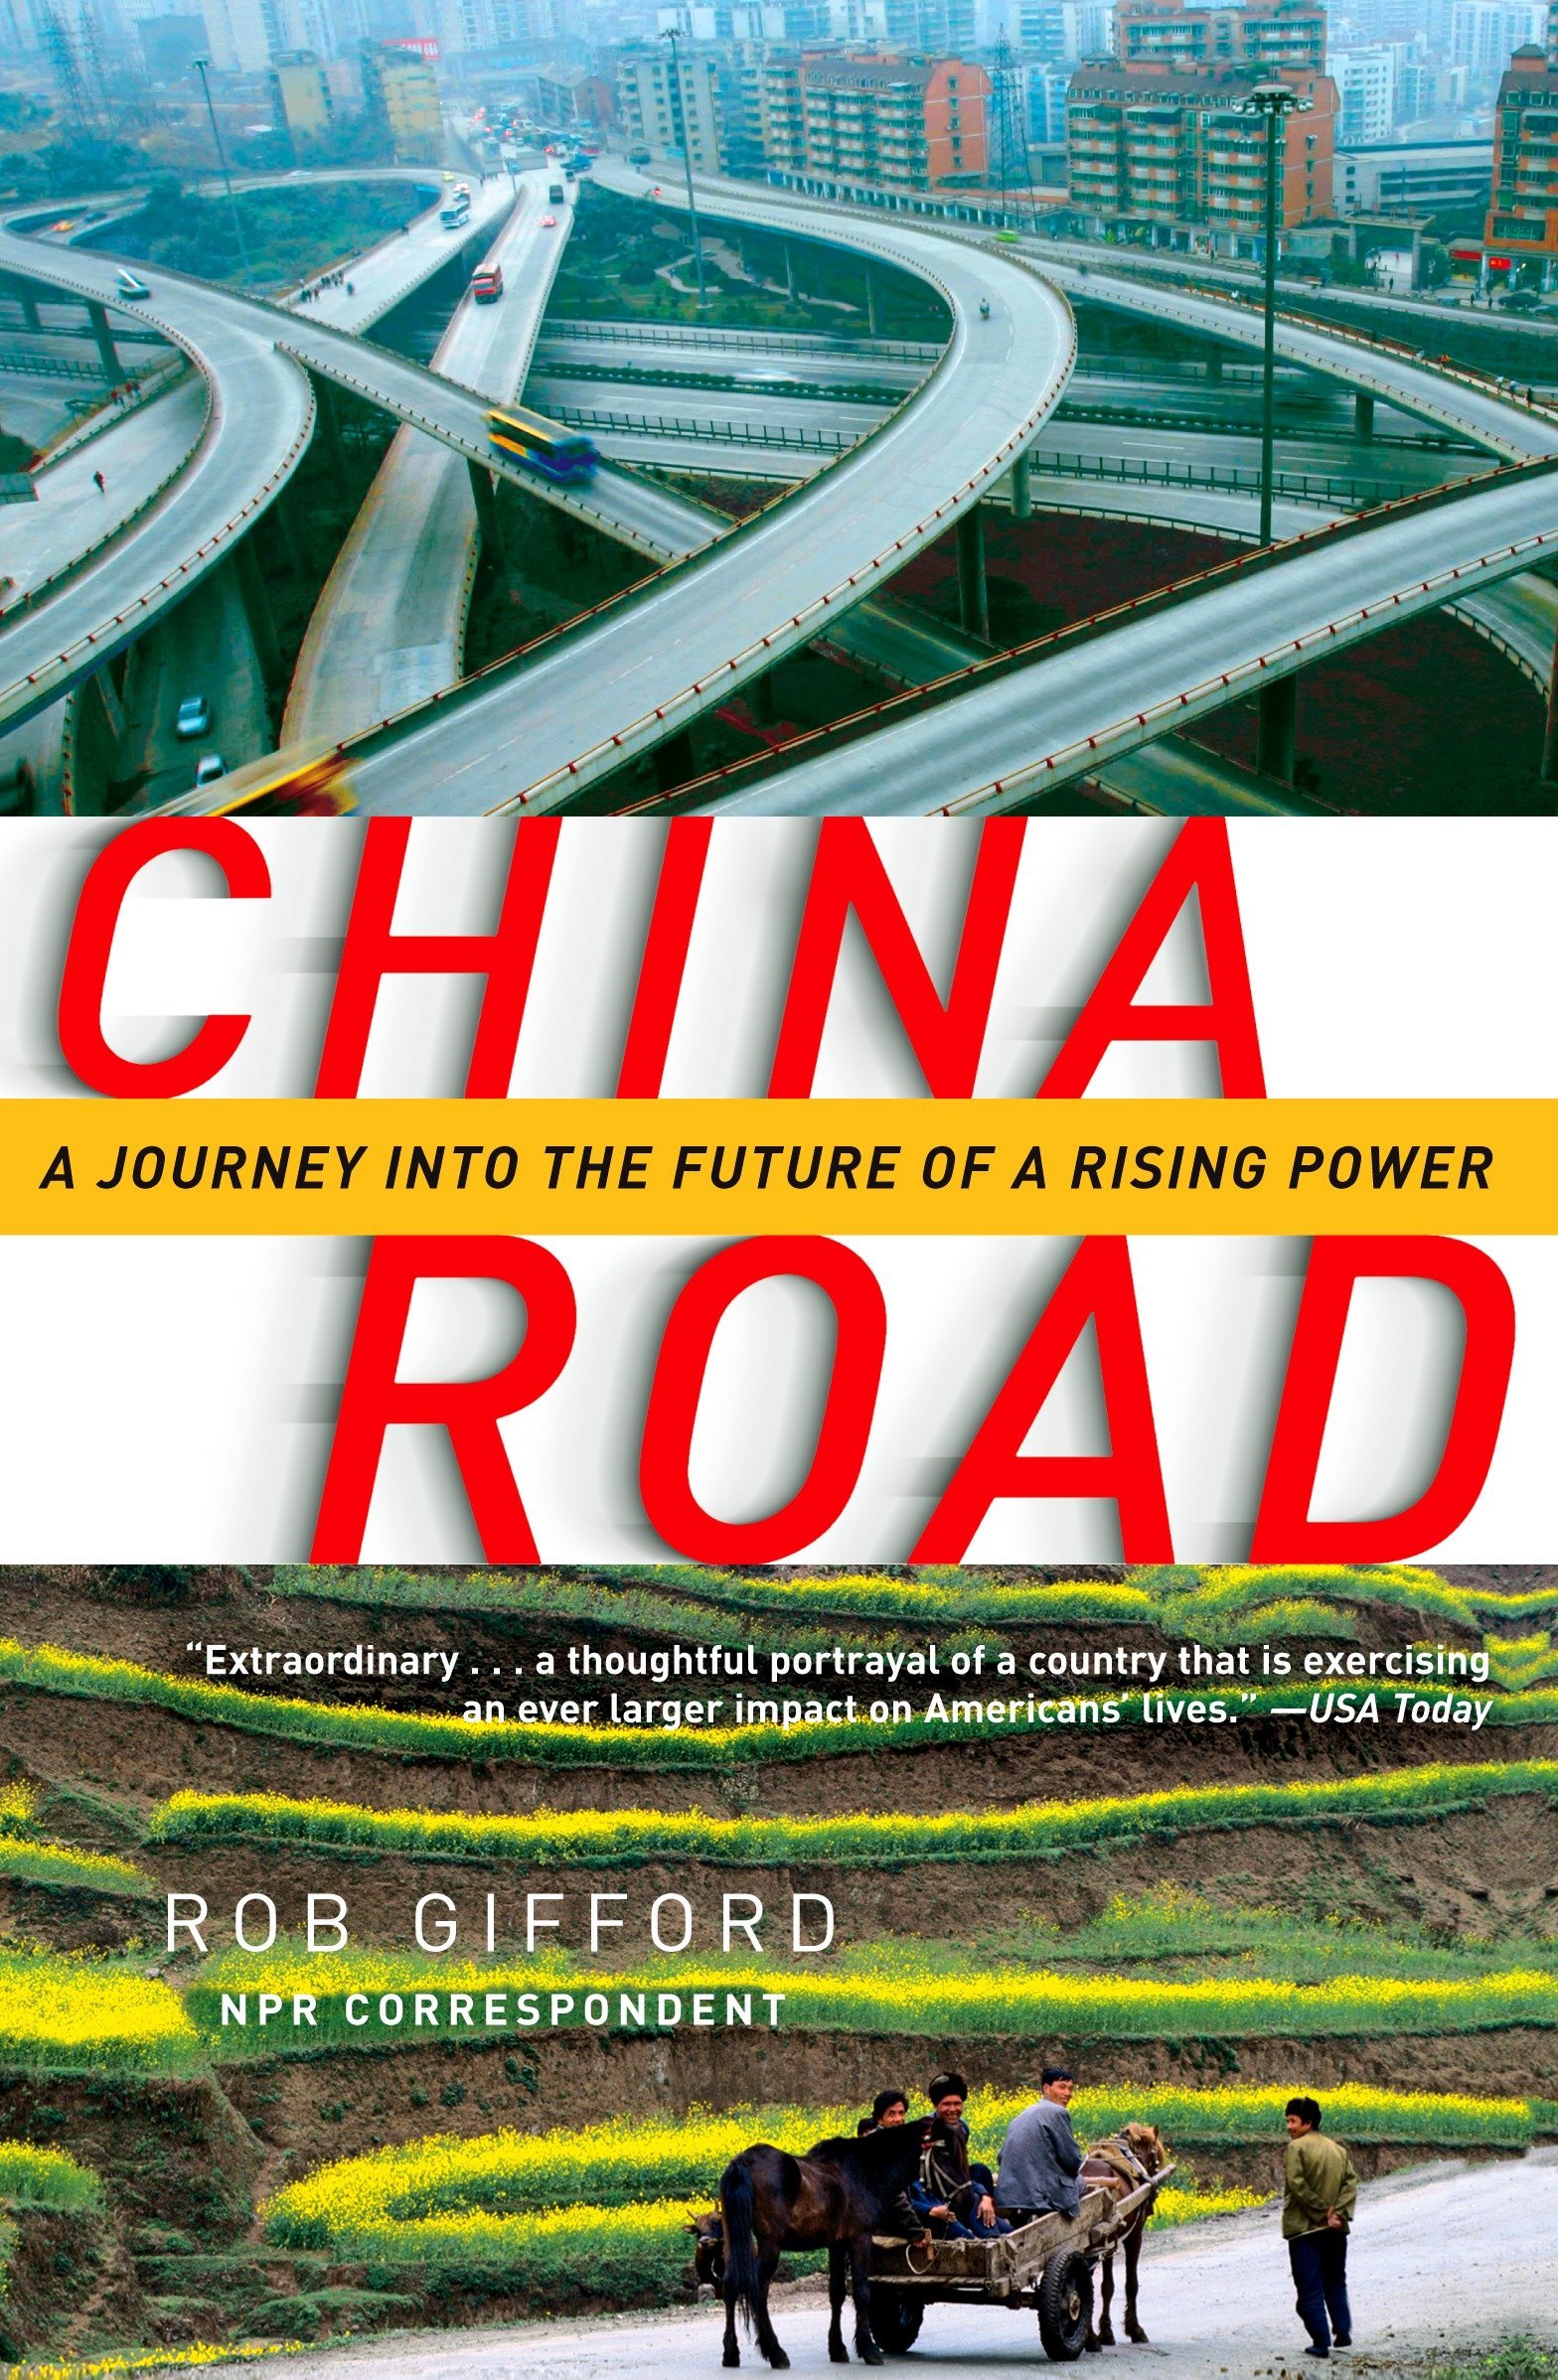 CHINA
A JOURNEY INTO THE FUTURE OF A RISING POWER
ROAD
“Extraordinary . . . a thoughtful portrayal of a country that is exercising
an ever larger impact on Americans’ lives.” —USA Today
ROB GIFFORD
NPR CORRESPONDENT